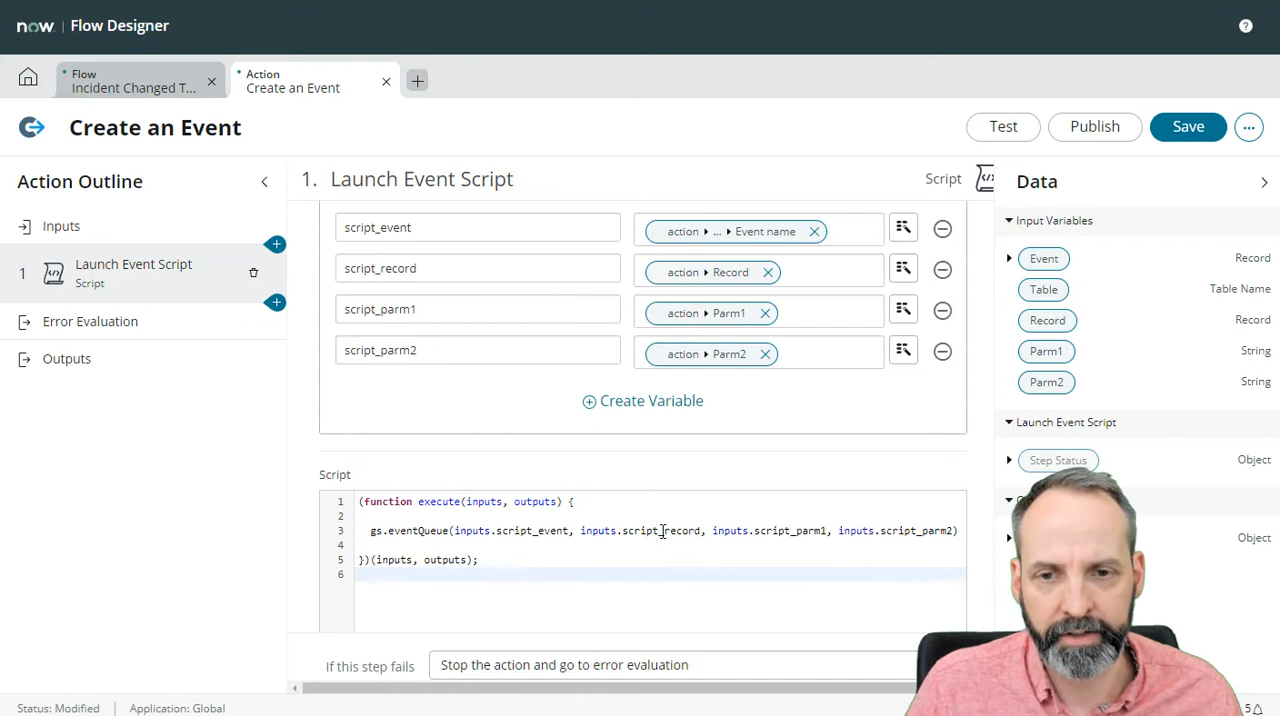 now. | Flow Designer
Flow
Incident Changed T...
Action
Create an Event
Create an Event
Test
Publish
Save
Action Outline
Inputs
1
Launch Event Script
Script
Error Evaluation
Outputs
1. Launch Event Script
Script
script_event
action ▸ ... ▸ Event name
script_record
action ▸ Record
script_parm1
action ▸ Parm1
script_parm2
action ▸ Parm2
Create Variable
Script
1 (function execute(inputs, outputs) {
2
3 gs.eventQueue(inputs.script_event, inputs.script_record, inputs.script_parm1, inputs.script_parm2)
4
5 })(inputs, outputs);
6
If this step fails
Stop the action and go to error evaluation
Data
Input Variables
Event Record
Table Table Name
Record Record
Parm1 String
Parm2 String
Launch Event Script
Step Status Object
Object
Status: Modified
Application: Global
5